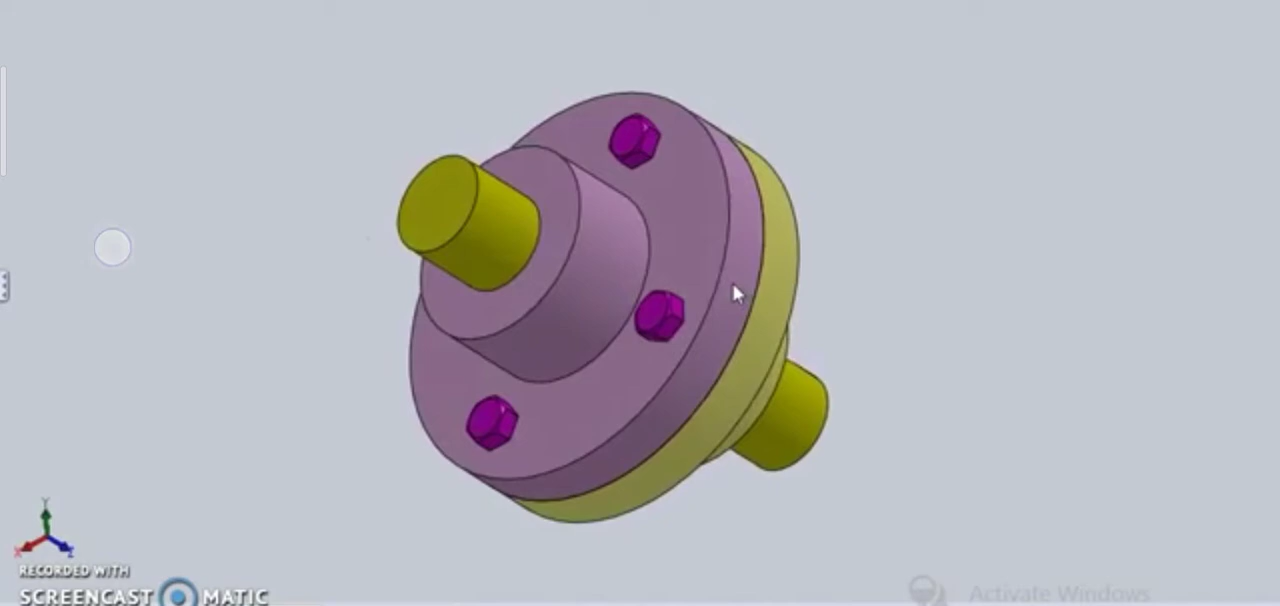 Y
X
Z
RECORDED WITH
SCREENCAST MATIC
Activate Windows